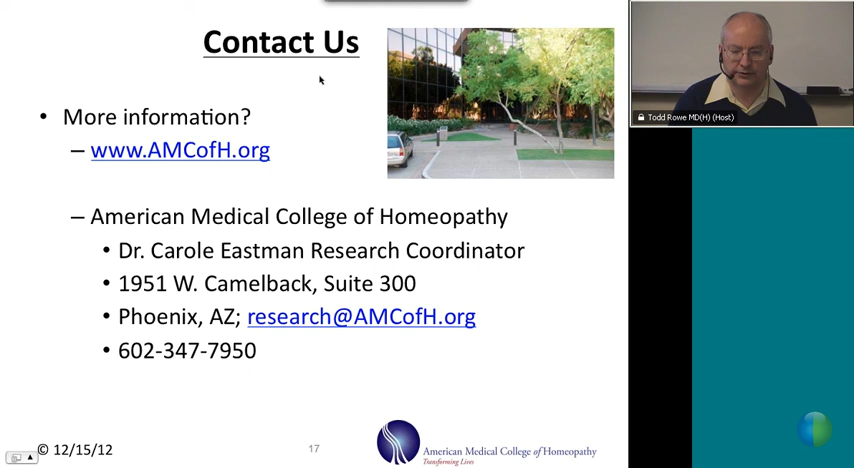 Contact Us
• More information?
– www.AMCofH.org
– American Medical College of Homeopathy
• Dr. Carole Eastman Research Coordinator
• 1951 W. Camelback, Suite 300
• Phoenix, AZ; research@AMCofH.org
• 602-347-7950
© 12/15/12
17
American Medical College of Homeopathy
Transforming Lives
Todd Rowe MD(H) (Host)